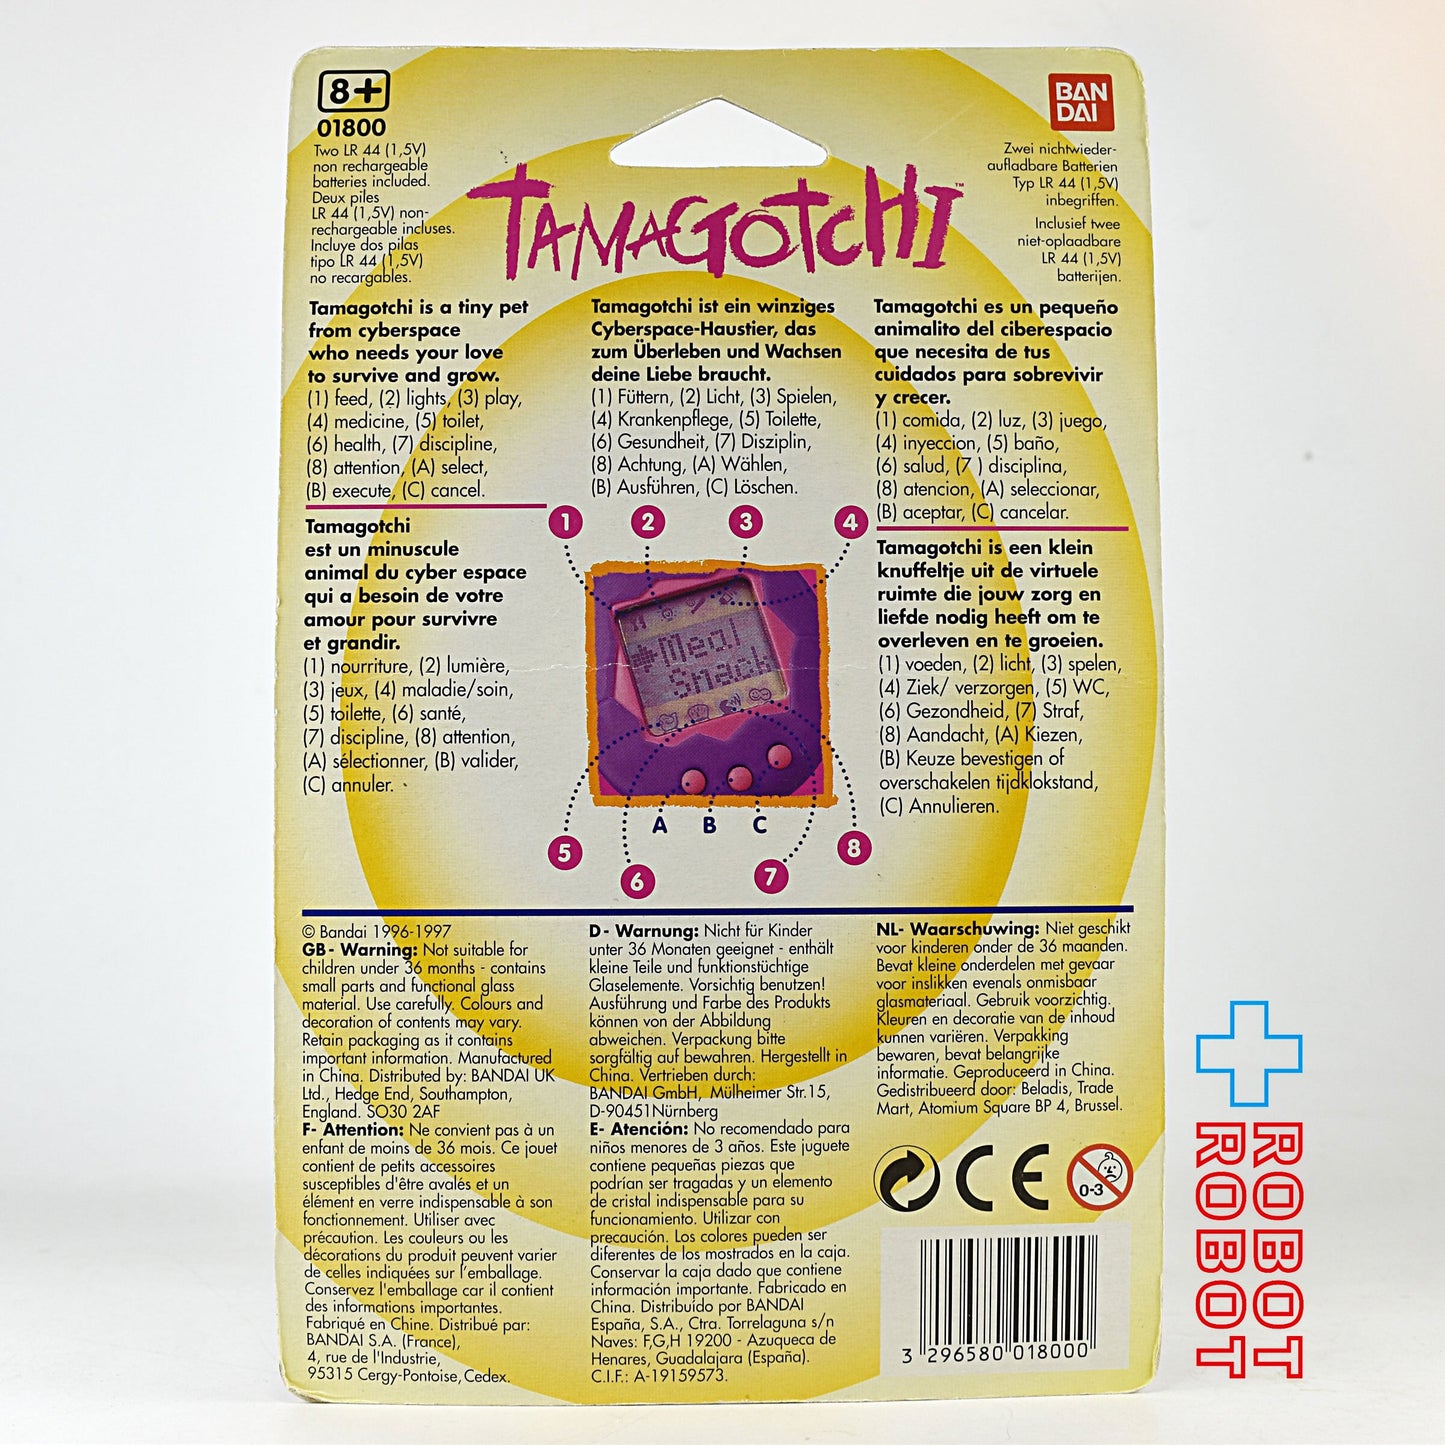 8+
01800
Two LR 44 (1,5V)
non rechargeable
batteries included.
Deux piles
LR 44 (1,5V) non-
rechargeable incluses.
Incluye dos pilas
tipo LR 44 (1,5V)
no recargables.
TAMAGOTCHI™
BAN
DAI
Zwei nichtwieder-
aufladbare Batterien
Typ LR 44 (1,5V)
inbegriffen.
Inclusief twee
niet-oplaadbare
LR 44 (1,5V)
batterijen.
Tamagotchi is a tiny pet
from cyberspace
who needs your love
to survive and grow.
(1) feed, (2) lights, (3) play,
(4) medicine, (5) toilet,
(6) health, (7) discipline,
(8) attention, (A) select,
(B) execute, (C) cancel.
Tamagotchi ist ein winziges
Cyberspace-Haustier, das
zum Überleben und Wachsen
deine Liebe braucht.
(1) Füttern, (2) Licht, (3) Spielen,
(4) Krankenpflege, (5) Toilette,
(6) Gesundheit, (7) Disziplin,
(8) Achtung, (A) Wählen,
(B) Ausführen, (C) Löschen.
Tamagotchi es un pequeño
animalito del ciberespacio
que necesita de tus
cuidados para sobrevivir
y crecer.
(1) comida, (2) luz, (3) juego,
(4) inyeccion, (5) baño,
(6) salud, (7 ) disciplina,
(8) atencion, (A) seleccionar,
(B) aceptar, (C) cancelar.
Tamagotchi
est un minuscule
animal du cyber espace
qui a besoin de votre
amour pour survivre
et grandir.
(1) nourriture, (2) lumière,
(3) jeux, (4) maladie/soin,
(5) toilette, (6) santé,
(7) discipline, (8) attention,
(A) sélectionner, (B) valider,
(C) annuler.
1 2 3 4
Meal
Snack
A B C
5 6 7 8
Tamagotchi is een klein
knuffeltje uit de virtuele
ruimte die jouw zorg en
liefde nodig heeft om te
overleven en te groeien.
(1) voeden, (2) licht, (3) spelen,
(4) Ziek/ verzorgen, (5) WC,
(6) Gezondheid, (7) Straf,
(8) Aandacht, (A) Kiezen,
(B) Keuze bevestigen of
overschakelen tijdklokstand,
(C) Annulieren.
© Bandai 1996-1997
GB- Warning: Not suitable for
children under 36 months - contains
small parts and functional glass
material. Use carefully. Colours and
decoration of contents may vary.
Retain packaging as it contains
important information. Manufactured
in China. Distributed by: BANDAI UK
Ltd., Hedge End, Southampton,
England. SO30 2AF
F- Attention: Ne convient pas à un
enfant de moins de 36 mois. Ce jouet
contient de petits accessoires
susceptibles d'être avalés et un
élément en verre indispensable à son
fonctionnement. Utiliser avec
précaution. Les couleurs ou les
décorations du produit peuvent varier
de celles indiquées sur l'emballage.
Conservez l'emballage car il contient
des informations importantes.
Fabriqué en Chine. Distribué par:
BANDAI S.A. (France),
4, rue de l'Industrie,
95315 Cergy-Pontoise, Cedex.
D- Warnung: Nicht für Kinder
unter 36 Monaten geeignet - enthält
kleine Teile und funktionstüchtige
Glaselemente. Vorsichtig benutzen!
Ausführung und Farbe des Produkts
können von der Abbildung
abweichen. Verpackung bitte
sorgfältig auf bewahren. Hergestellt in
China. Vertrieben durch:
BANDAI GmbH, Mülheimer Str.15,
D-90451Nürnberg
E- Atención: No recomendado para
niños menores de 3 años. Este juguete
contiene pequeñas piezas que
podrían ser tragadas y un elemento
de cristal indispensable para su
funcionamiento. Utilizar con
precaución. Los colores pueden ser
diferentes de los mostrados en la caja.
Conservar la caja dado que contiene
información importante. Fabricado en
China. Distribuído por BANDAI
España, S.A., Ctra. Torrelaguna s/n
Naves: F,G,H 19200 - Azuqueca de
Henares, Guadalajara (España).
C.I.F.: A-19159573.
NL- Waarschuwing: Niet geschikt
voor kinderen onder de 36 maanden.
Bevat kleine onderdelen met gevaar
voor inslikken evenals onmisbaar
glasmateriaal. Gebruik voorzichtig.
Kleuren en decoratie van de inhoud
kunnen variëren. Verpakking
bewaren, bevat belangrijke
informatie. Geproduceerd in China.
Gedistribueerd door: Beladis, Trade
Mart, Atomium Square BP 4, Brussel.
CE
0-3
3 296580 018000
ROBOT
ROBOT